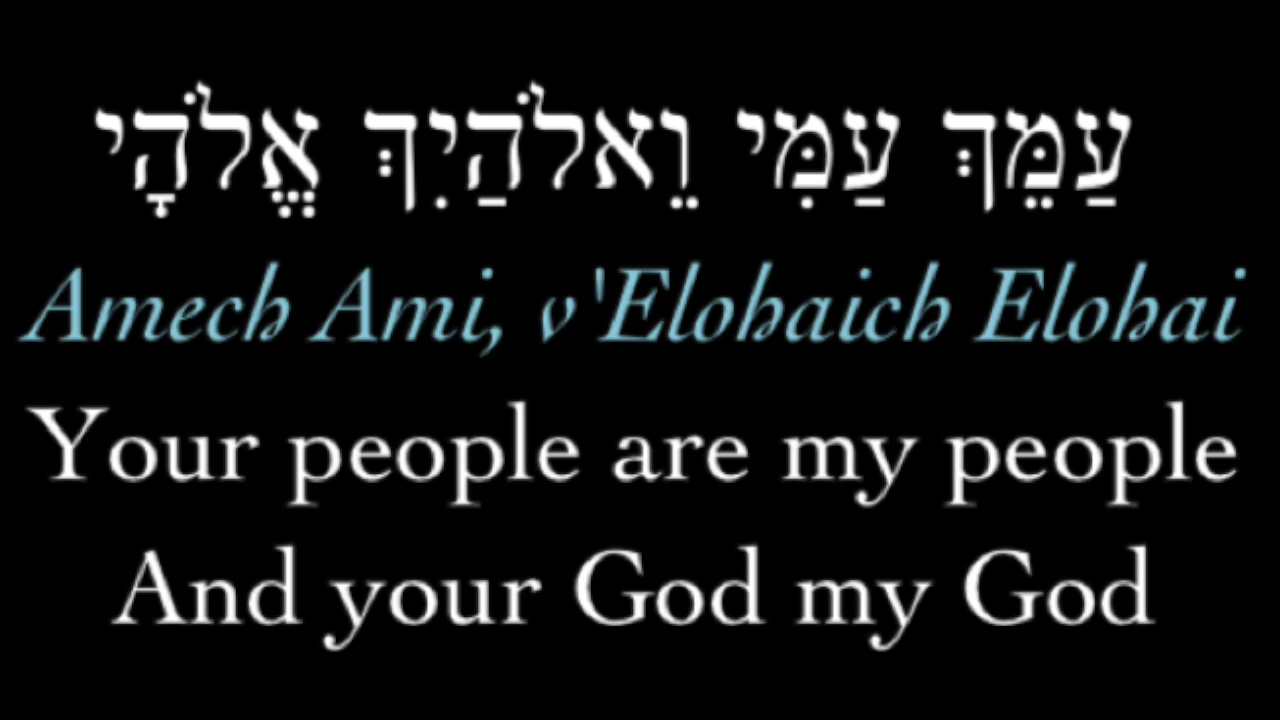 עַמֵּךְ עַמִּי וֵאלֹהַיִךְ אֱלֹהָי
Amech Ami, v'Elohaich Elohai
Your people are my people
And your God my God